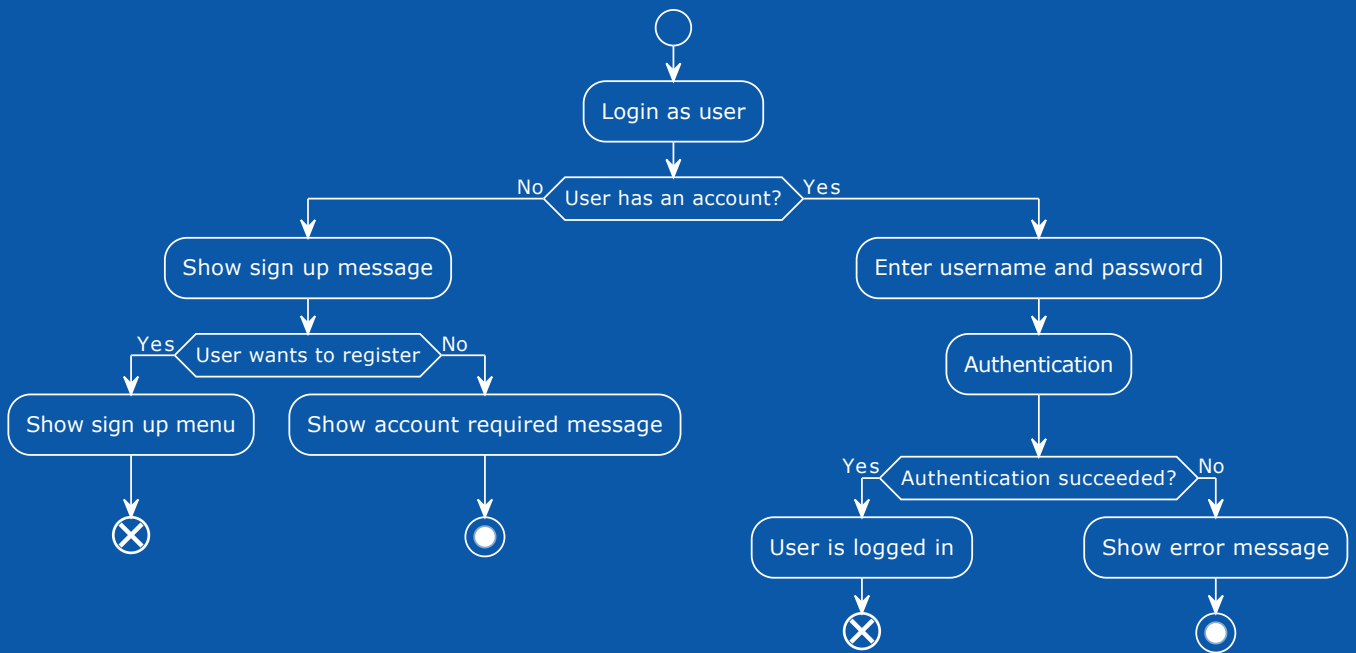 Login as user
No
User has an account?
Yes
Show sign up message
Enter username and password
Yes
User wants to register
No
Authentication
Show sign up menu
Show account required message
Yes
Authentication succeeded?
No
User is logged in
Show error message